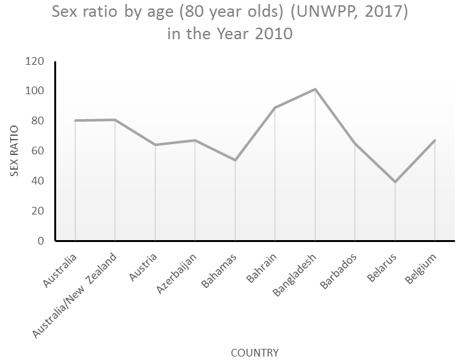 Sex ratio by age (80 year olds) (UNWPP, 2017)
in the Year 2010
120
100
80
60
40
20
0
SEX RATIO
Australia
Australia/New Zealand
Austria
Azerbaijan
Bahamas
Bahrain
Bangladesh
Barbados
Belarus
Belgium
COUNTRY